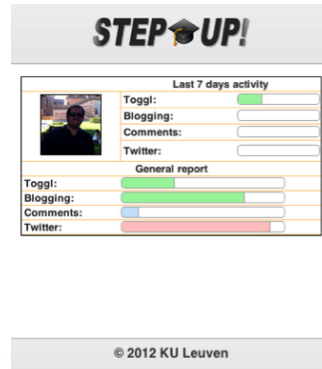 STEP UP!
Last 7 days activity
Toggl:
Blogging:
Comments:
Twitter:
General report
Toggl:
Blogging:
Comments:
Twitter:
© 2012 KU Leuven